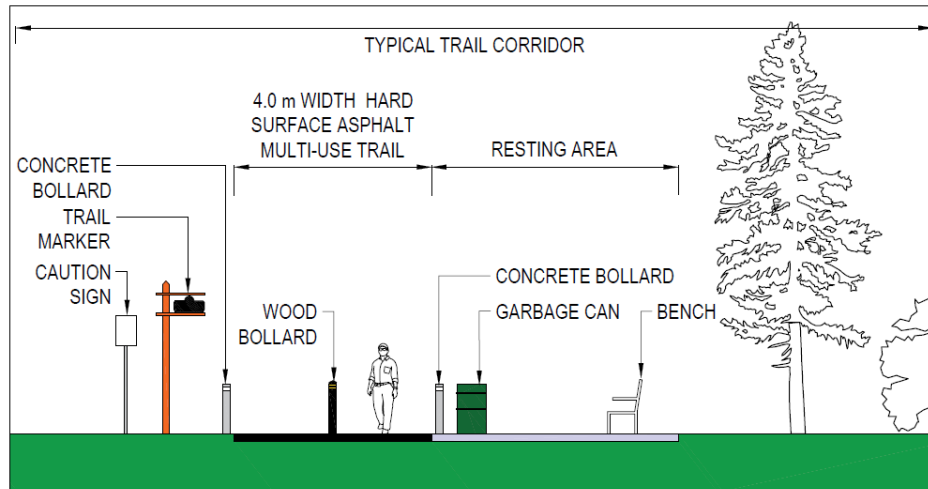 TYPICAL TRAIL CORRIDOR
4.0 m WIDTH HARD
SURFACE ASPHALT
MULTI-USE TRAIL
RESTING AREA
CONCRETE
BOLLARD
TRAIL
MARKER
CAUTION
SIGN
WOOD
BOLLARD
CONCRETE BOLLARD
GARBAGE CAN
BENCH